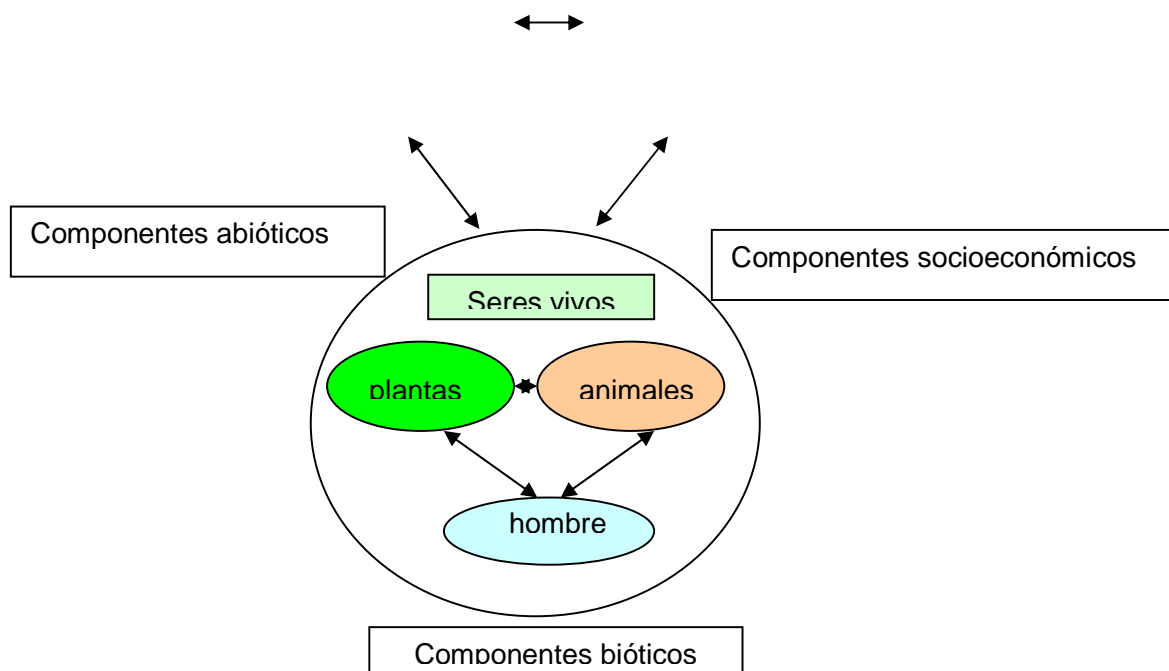 Componentes abióticos
Componentes socioeconómicos
Seres vivos
plantas
animales
hombre
Componentes bióticos